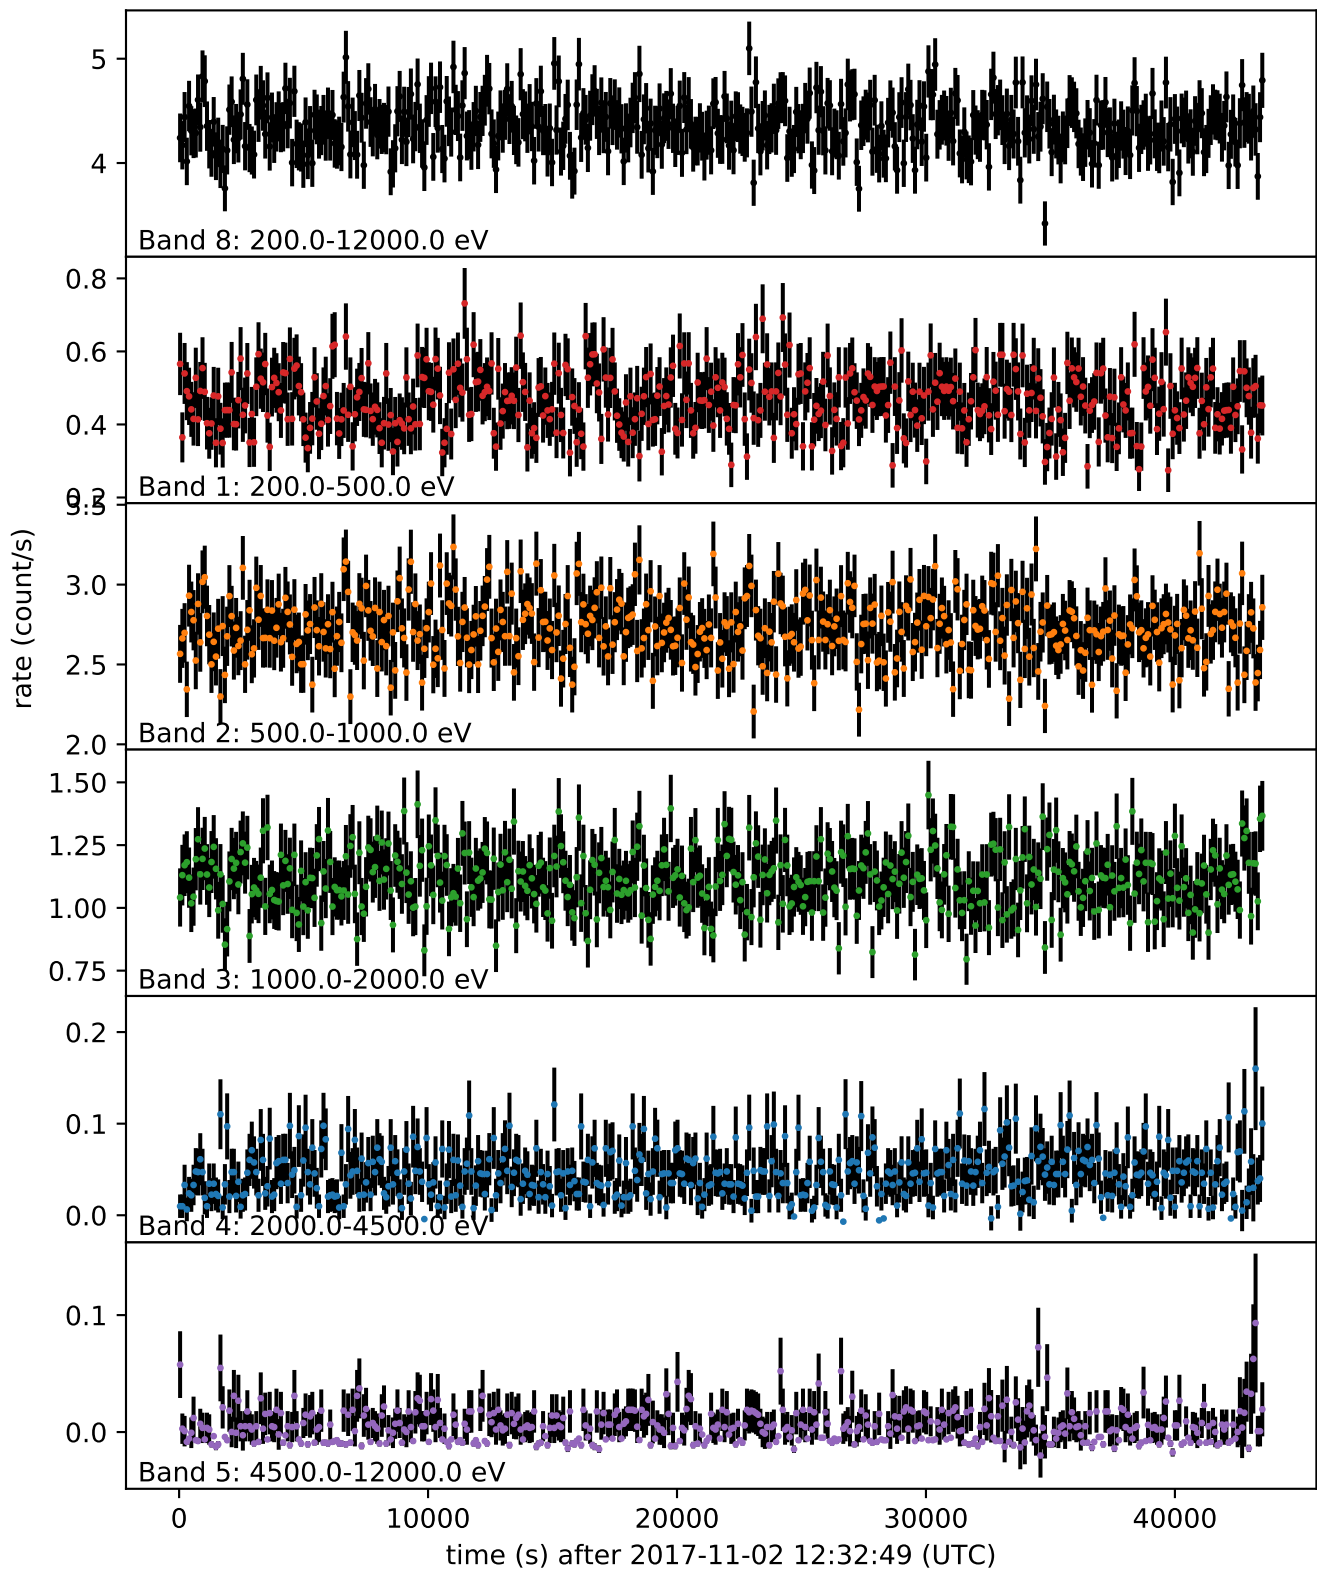 5
4
Band 8: 200.0-12000.0 eV
0.8
0.6
0.4
0.2
Band 1: 200.0-500.0 eV
3.5
3.0
2.5
2.0
Band 2: 500.0-1000.0 eV
rate (count/s)
1.50
1.25
1.00
0.75
Band 3: 1000.0-2000.0 eV
0.2
0.1
0.0
Band 4: 2000.0-4500.0 eV
0.1
0.0
Band 5: 4500.0-12000.0 eV
0 10000 20000 30000 40000
time (s) after 2017-11-02 12:32:49 (UTC)